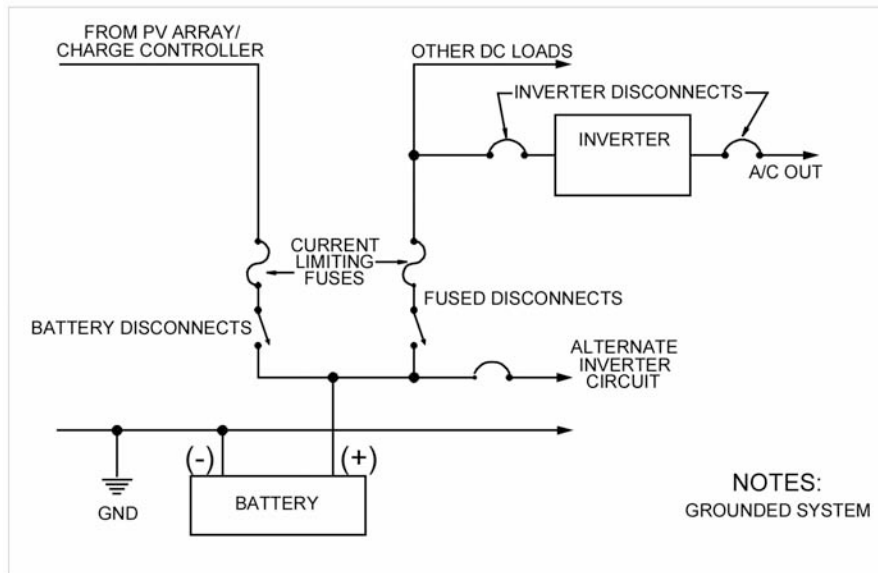 FROM PV ARRAY/
CHARGE CONTROLLER
OTHER DC LOADS
INVERTER DISCONNECTS
INVERTER
A/C OUT
CURRENT
LIMITING
FUSES
FUSED DISCONNECTS
BATTERY DISCONNECTS
ALTERNATE
INVERTER
CIRCUIT
(-)
(+)
BATTERY
GND
NOTES:
GROUNDED SYSTEM